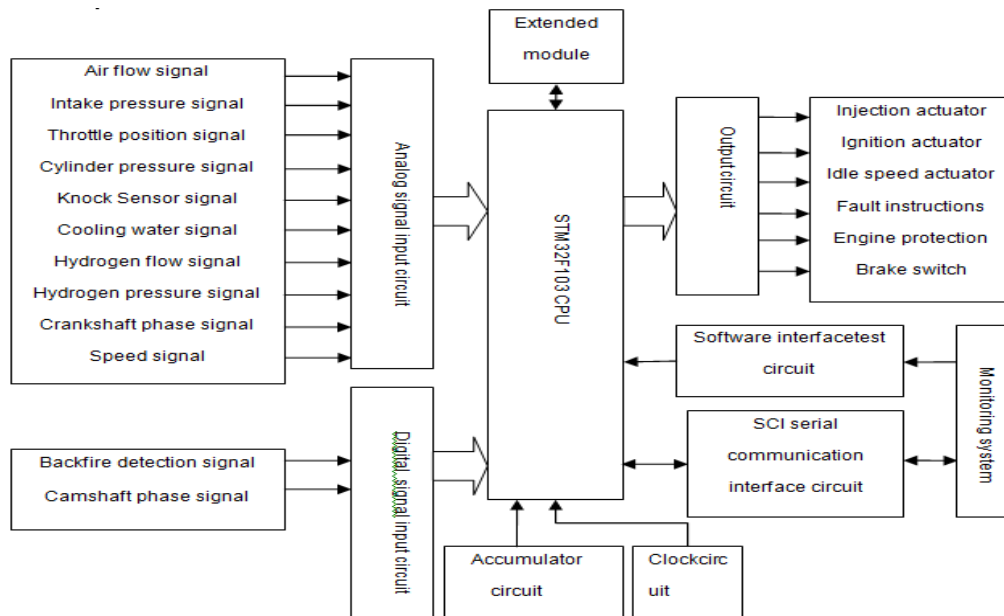 Extended
module
Air flow signal
Intake pressure signal
Throttle position signal
Cylinder pressure signal
Knock Sensor signal
Cooling water signal
Hydrogen flow signal
Hydrogen pressure signal
Crankshaft phase signal
Speed signal
Analog signal input circuit
STM32F103 CPU
Output circuit
Injection actuator
Ignition actuator
Idle speed actuator
Fault instructions
Engine protection
Brake switch
Software interfacetest
circuit
Monitoring system
SCI serial
communication
interface circuit
Backfire detection signal
Camshaft phase signal
Digital signal input circuit
Accumulator
circuit
Clockcirc
uit